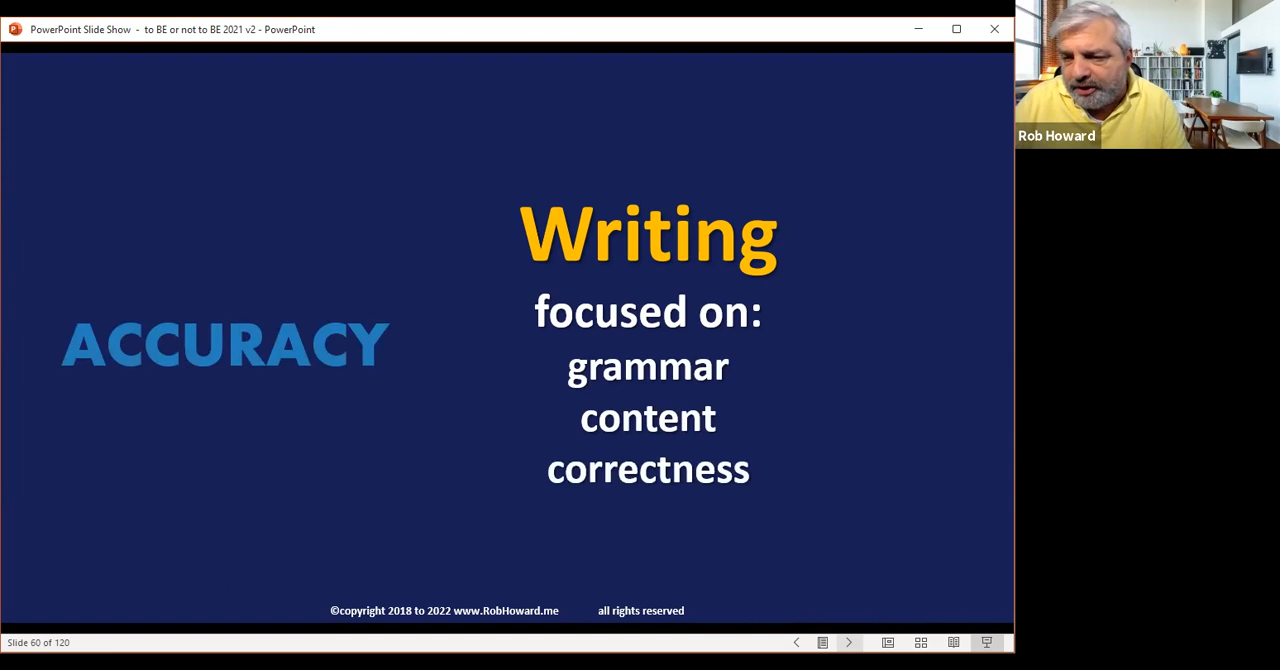 PowerPoint Slide Show - to BE or not to BE 2021 v2 - PowerPoint
Rob Howard
ACCURACY
Writing
focused on:
grammar
content
correctness
©copyright 2018 to 2022 www.RobHoward.me all rights reserved
Slide 60 of 120